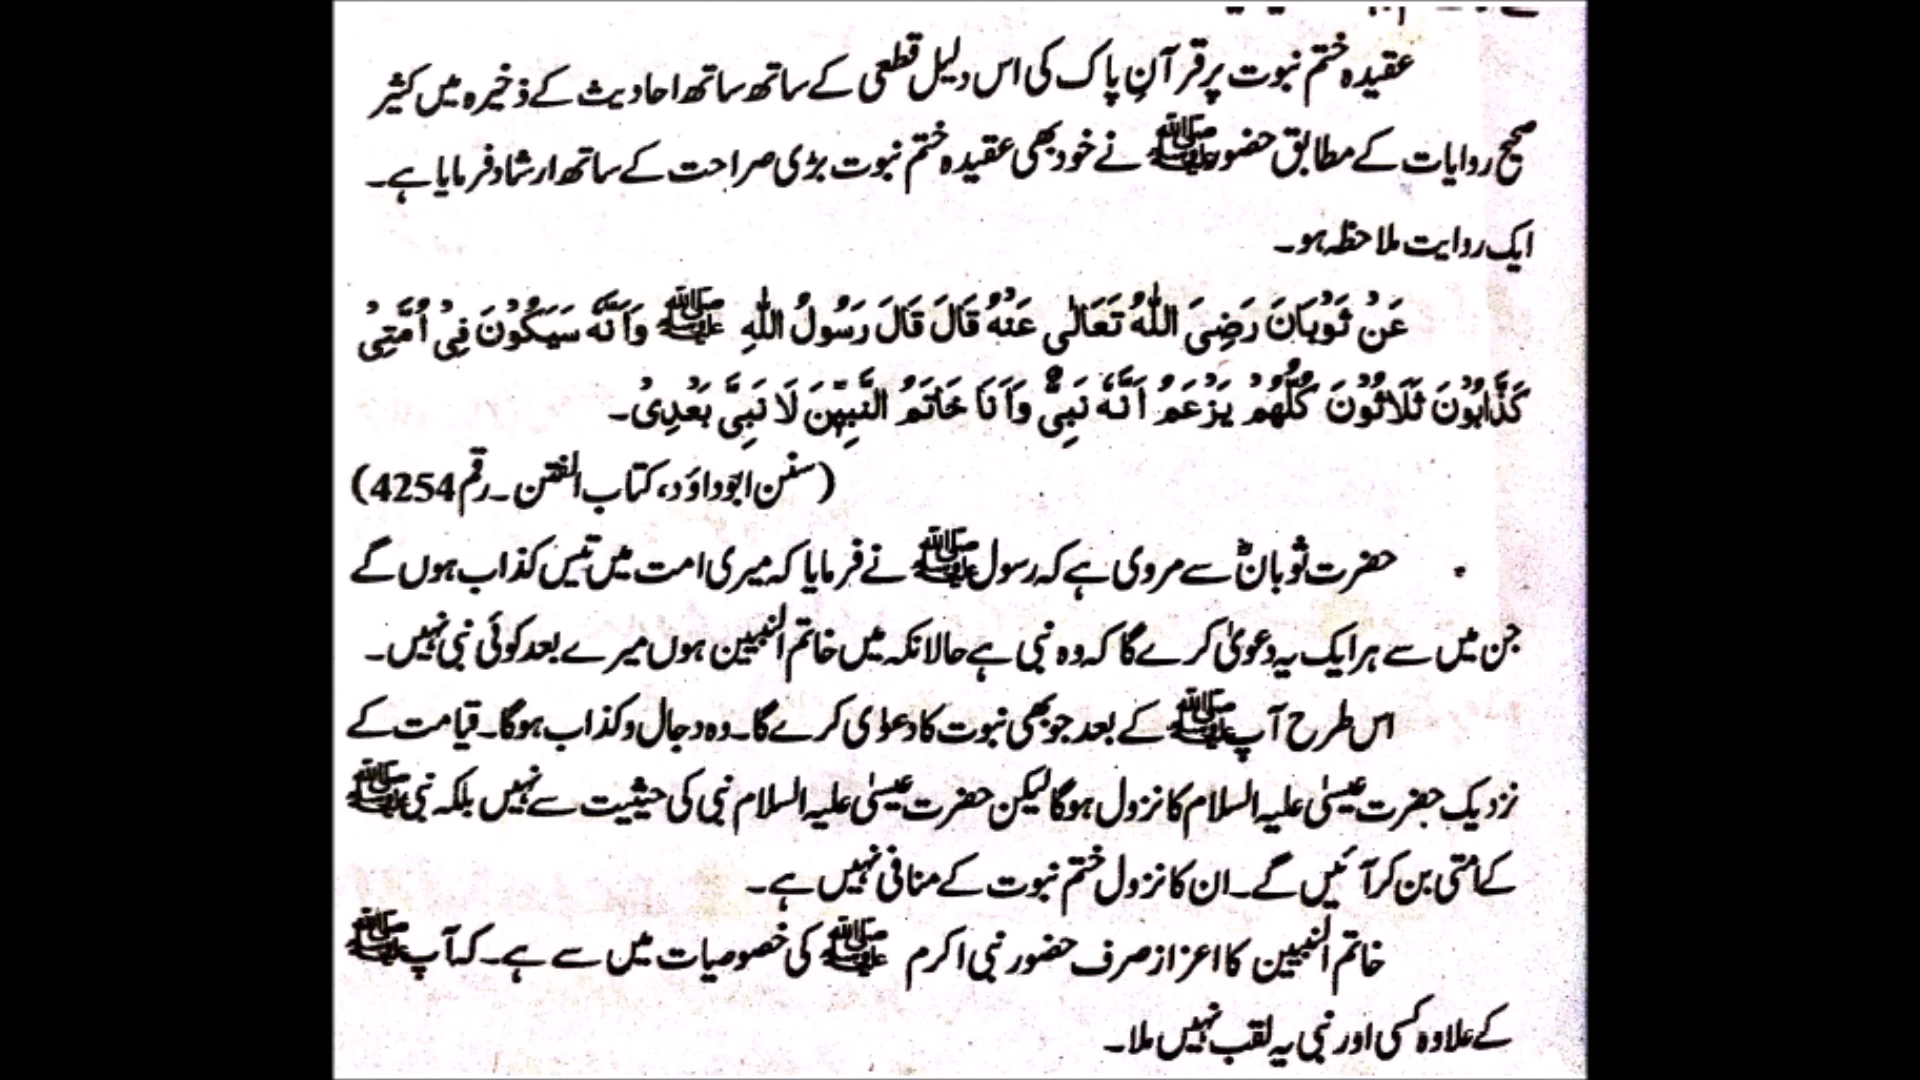 عقیدہ ختم نبوت پر قرآنِ پاک کی اس دلیل قطعی کے ساتھ ساتھ احادیث کے ذخیرہ میں کثیر
صحیح روایات کے مطابق حضورﷺ نے خود بھی عقیدہ ختم نبوت بڑی صراحت کے ساتھ ارشاد فرمایا ہے۔
ایک روایت ملاحظہ ہو۔
عَنْ ثَوْبَانَ رَضِیَ اللّٰہُ تَعَالٰی عَنْہُ قَالَ قَالَ رَسُوْلُ اللّٰہِ ﷺ وَاَنَّہٗ سَیَکُوْنَ فِیْ اُمَّتِیْ
کَذَّابُوْنَ ثَلَاثُوْنَ کُلُّھُمْ یَزْعَمُ اَنَّہٗ نَبِیٌّ وَاَنَا خَاتَمُ النَّبِیّٖنَ لَا نَبِیَّ بَعْدِیْ۔
(سنن ابوداؤد، کتاب الفتن۔ رقم 4254)
حضرت ثوبانؓ سے مروی ہے کہ رسولﷺ نے فرمایا کہ میری امت میں تیس کذاب ہوں گے
جن میں سے ہر ایک یہ دعویٰ کرے گا کہ وہ نبی ہے حالانکہ میں خاتم النبیین ہوں میرے بعد کوئی نبی نہیں۔
اس طرح آپﷺ کے بعد جو بھی نبوت کا دعوٰی کرے گا۔ وہ دجال و کذاب ہوگا۔ قیامت کے
نزدیک حضرت عیسیٰ علیہ السلام کا نزول ہوگا لیکن حضرت عیسیٰ علیہ السلام نبی کی حیثیت سے نہیں بلکہ نبیﷺ
کے امتی بن کر آئیں گے۔ ان کا نزول ختم نبوت کے منافی نہیں ہے۔
خاتم النبیین کا اعزاز صرف حضور نبی اکرم ﷺ کی خصوصیات میں سے ہے۔ کہ آپﷺ
کے علاوہ کسی اور نبی یہ لقب نہیں ملا۔